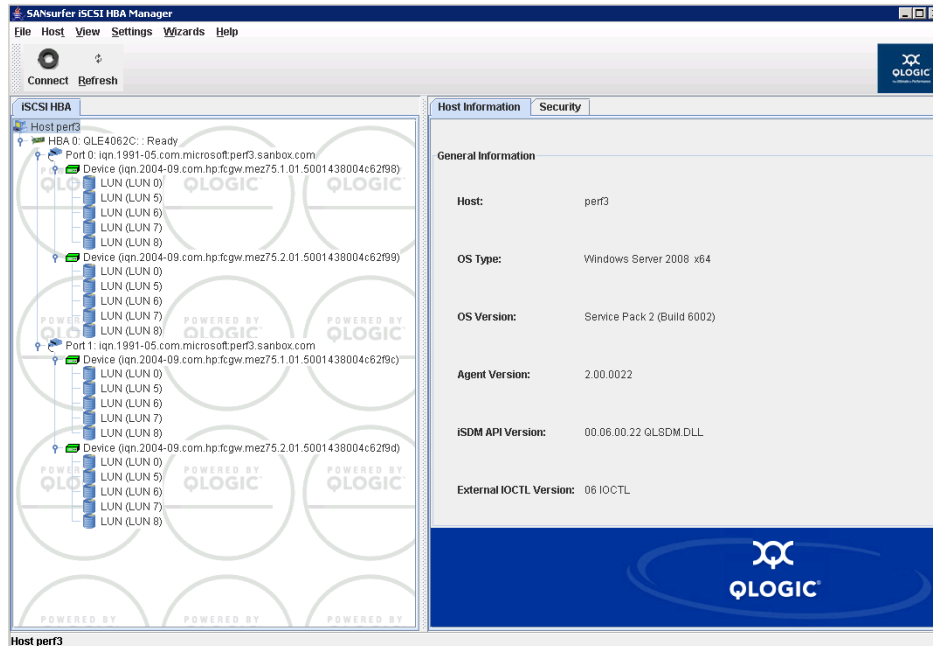 SANsurfer iSCSI HBA Manager
File Host View Settings Wizards Help
Connect Refresh
QLOGIC
iSCSI HBA
Host perf3
HBA 0: QLE4062C: : Ready
Port 0: iqn.1991-05.com.microsoft:perf3.sanbox.com
Device (iqn.2004-09.com.hp:fcgw.mez75.1.01.5001438004c62f98)
LUN (LUN 0)
LUN (LUN 5)
LUN (LUN 6)
LUN (LUN 7)
LUN (LUN 8)
Device (iqn.2004-09.com.hp:fcgw.mez75.2.01.5001438004c62f99)
LUN (LUN 0)
LUN (LUN 5)
LUN (LUN 6)
LUN (LUN 7)
LUN (LUN 8)
Port 1: iqn.1991-05.com.microsoft:perf3.sanbox.com
Device (iqn.2004-09.com.hp:fcgw.mez75.1.01.5001438004c62f9c)
LUN (LUN 0)
LUN (LUN 5)
LUN (LUN 6)
LUN (LUN 7)
LUN (LUN 8)
Device (iqn.2004-09.com.hp:fcgw.mez75.2.01.5001438004c62f9d)
LUN (LUN 0)
LUN (LUN 5)
LUN (LUN 6)
LUN (LUN 7)
LUN (LUN 8)
POWERED BY POWERED BY POWERED BY
Host Information Security
General Information
Host: perf3
OS Type: Windows Server 2008 x64
OS Version: Service Pack 2 (Build 6002)
Agent Version: 2.00.0022
iSDM API Version: 00.06.00.22 QLSDM.DLL
External IOCTL Version: 06 IOCTL
QLOGIC
Host perf3